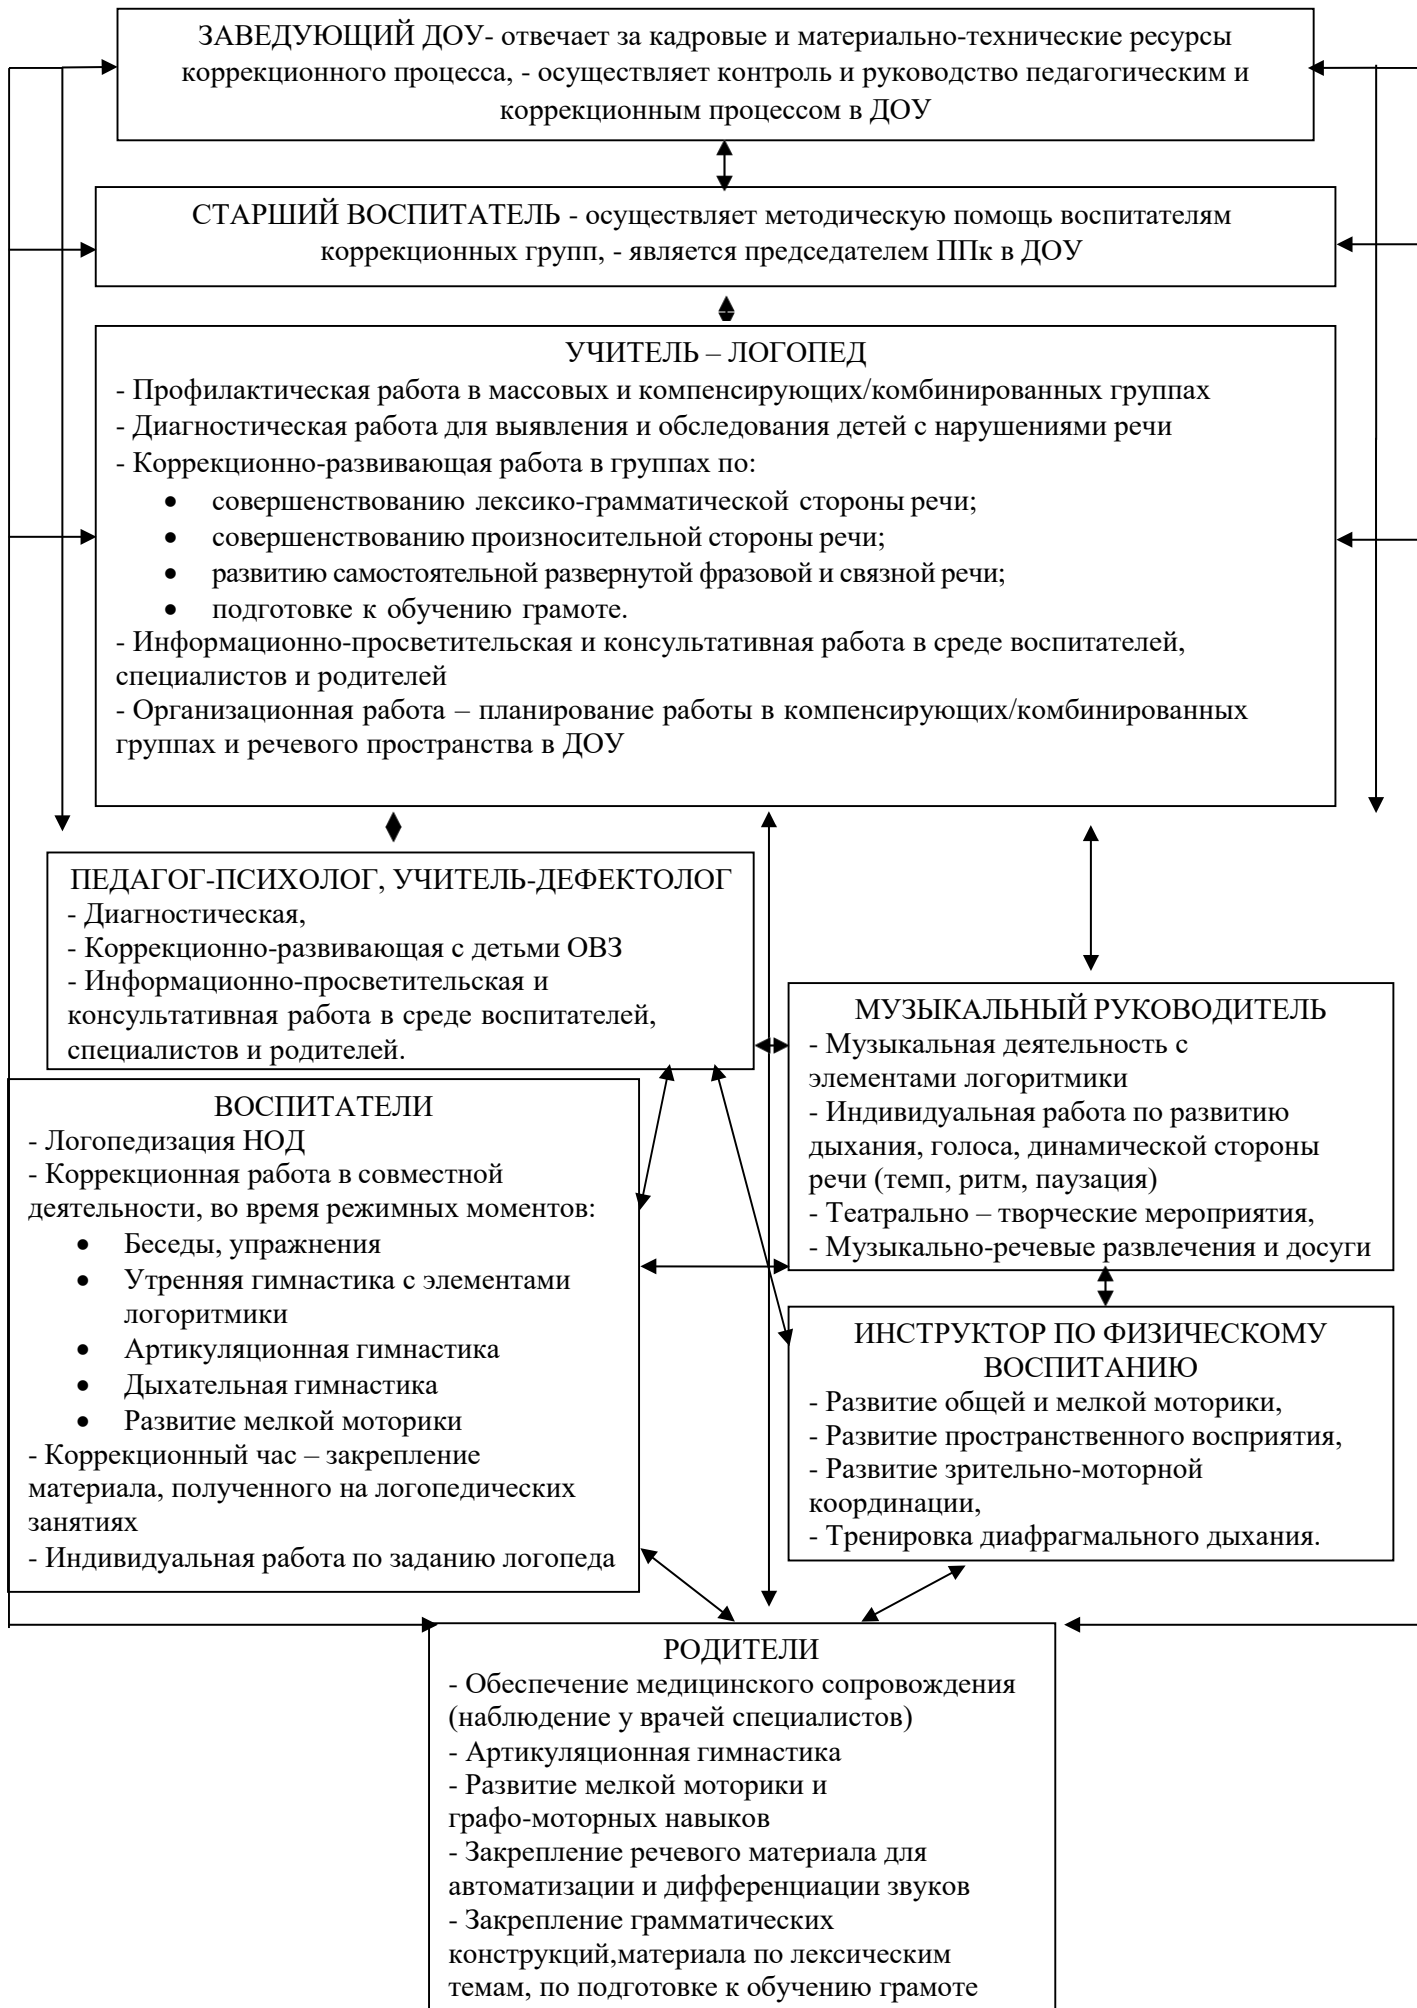 ЗАВЕДУЮЩИЙ ДОУ- отвечает за кадровые и материально-технические ресурсы
коррекционного процесса, - осуществляет контроль и руководство педагогическим и
коррекционным процессом в ДОУ
СТАРШИЙ ВОСПИТАТЕЛЬ - осуществляет методическую помощь воспитателям
коррекционных групп, - является председателем ППк в ДОУ
УЧИТЕЛЬ – ЛОГОПЕД
- Профилактическая работа в массовых и компенсирующих/комбинированных группах
- Диагностическая работа для выявления и обследования детей с нарушениями речи
- Коррекционно-развивающая работа в группах по:
• совершенствованию лексико-грамматической стороны речи;
• совершенствованию произносительной стороны речи;
• развитию самостоятельной развернутой фразовой и связной речи;
• подготовке к обучению грамоте.
- Информационно-просветительская и консультативная работа в среде воспитателей,
специалистов и родителей
- Организационная работа – планирование работы в компенсирующих/комбинированных
группах и речевого пространства в ДОУ
ПЕДАГОГ-ПСИХОЛОГ, УЧИТЕЛЬ-ДЕФЕКТОЛОГ
- Диагностическая,
- Коррекционно-развивающая с детьми ОВЗ
- Информационно-просветительская и
консультативная работа в среде воспитателей,
специалистов и родителей.
МУЗЫКАЛЬНЫЙ РУКОВОДИТЕЛЬ
- Музыкальная деятельность с
элементами логоритмики
- Индивидуальная работа по развитию
дыхания, голоса, динамической стороны
речи (темп, ритм, паузация)
- Театрально – творческие мероприятия,
- Музыкально-речевые развлечения и досуги
ВОСПИТАТЕЛИ
- Логопедизация НОД
- Коррекционная работа в совместной
деятельности, во время режимных моментов:
• Беседы, упражнения
• Утренняя гимнастика с элементами
логоритмики
• Артикуляционная гимнастика
• Дыхательная гимнастика
• Развитие мелкой моторики
- Коррекционный час – закрепление
материала, полученного на логопедических
занятиях
- Индивидуальная работа по заданию логопеда
ИНСТРУКТОР ПО ФИЗИЧЕСКОМУ
ВОСПИТАНИЮ
- Развитие общей и мелкой моторики,
- Развитие пространственного восприятия,
- Развитие зрительно-моторной
координации,
- Тренировка диафрагмального дыхания.
РОДИТЕЛИ
- Обеспечение медицинского сопровождения
(наблюдение у врачей специалистов)
- Артикуляционная гимнастика
- Развитие мелкой моторики и
графо-моторных навыков
- Закрепление речевого материала для
автоматизации и дифференциации звуков
- Закрепление грамматических
конструкций,материала по лексическим
темам, по подготовке к обучению грамоте